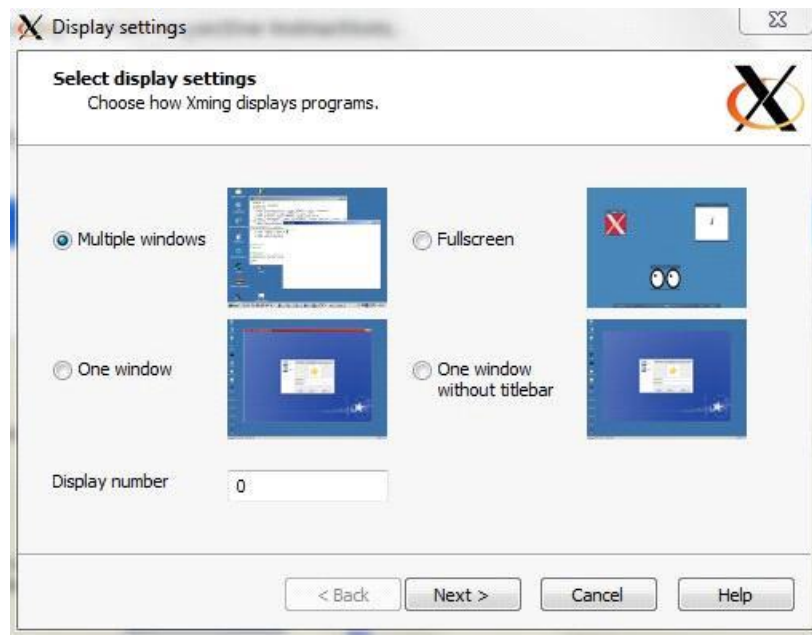 Display settings
Select display settings
Choose how Xming displays programs.
Multiple windows
Fullscreen
One window
One window
without titlebar
Display number
0
< Back
Next >
Cancel
Help